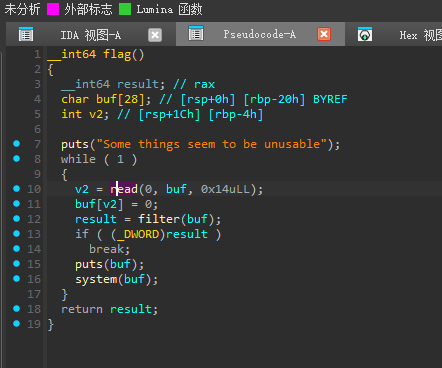 未分析 外部标志 Lumina 函数
IDA 视图-A Pseudocode-A Hex 视
1 __int64 flag()
2 {
3 __int64 result; // rax
4 char buf[28]; // [rsp+0h] [rbp-20h] BYREF
5 int v2; // [rsp+1Ch] [rbp-4h]
6
7 puts("Some things seem to be unusable");
8 while ( 1 )
9 {
10 v2 = read(0, buf, 0x14uLL);
11 buf[v2] = 0;
12 result = filter(buf);
13 if ( (_DWORD)result )
14 break;
15 puts(buf);
16 system(buf);
17 }
18 return result;
19 }